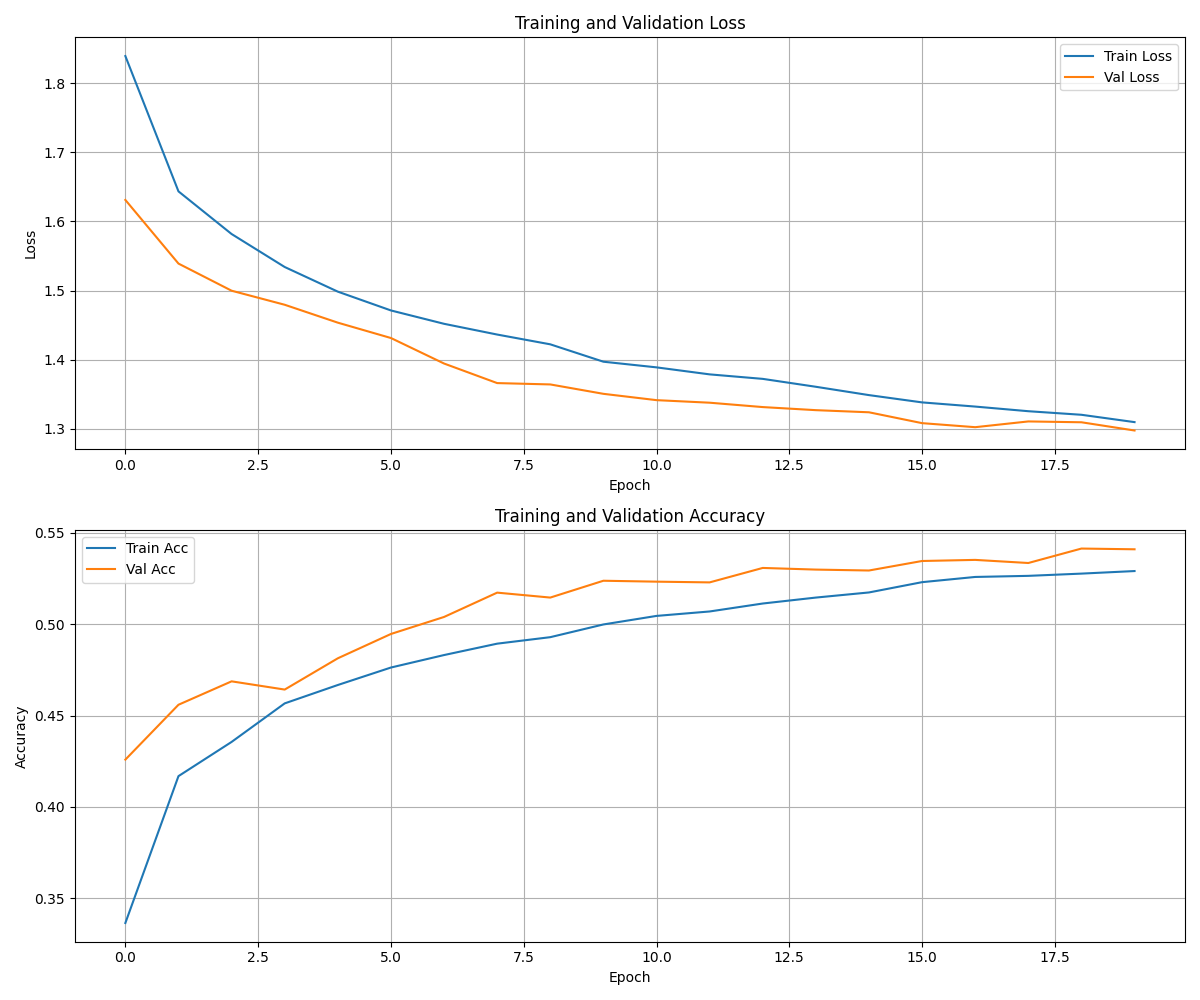 Training and Validation Loss
Train Loss
Val Loss
1.8
1.7
1.6
1.5
1.4
1.3
Loss
0.0 2.5 5.0 7.5 10.0 12.5 15.0 17.5
Epoch
Training and Validation Accuracy
Train Acc
Val Acc
0.55
0.50
0.45
0.40
0.35
Accuracy
0.0 2.5 5.0 7.5 10.0 12.5 15.0 17.5
Epoch